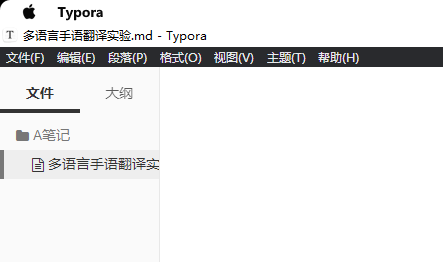 Typora
T 多语言手语翻译实验.md - Typora
文件(F) 编辑(E) 段落(P) 格式(O) 视图(V) 主题(T) 帮助(H)
文件 大纲
A笔记
多语言手语翻译实